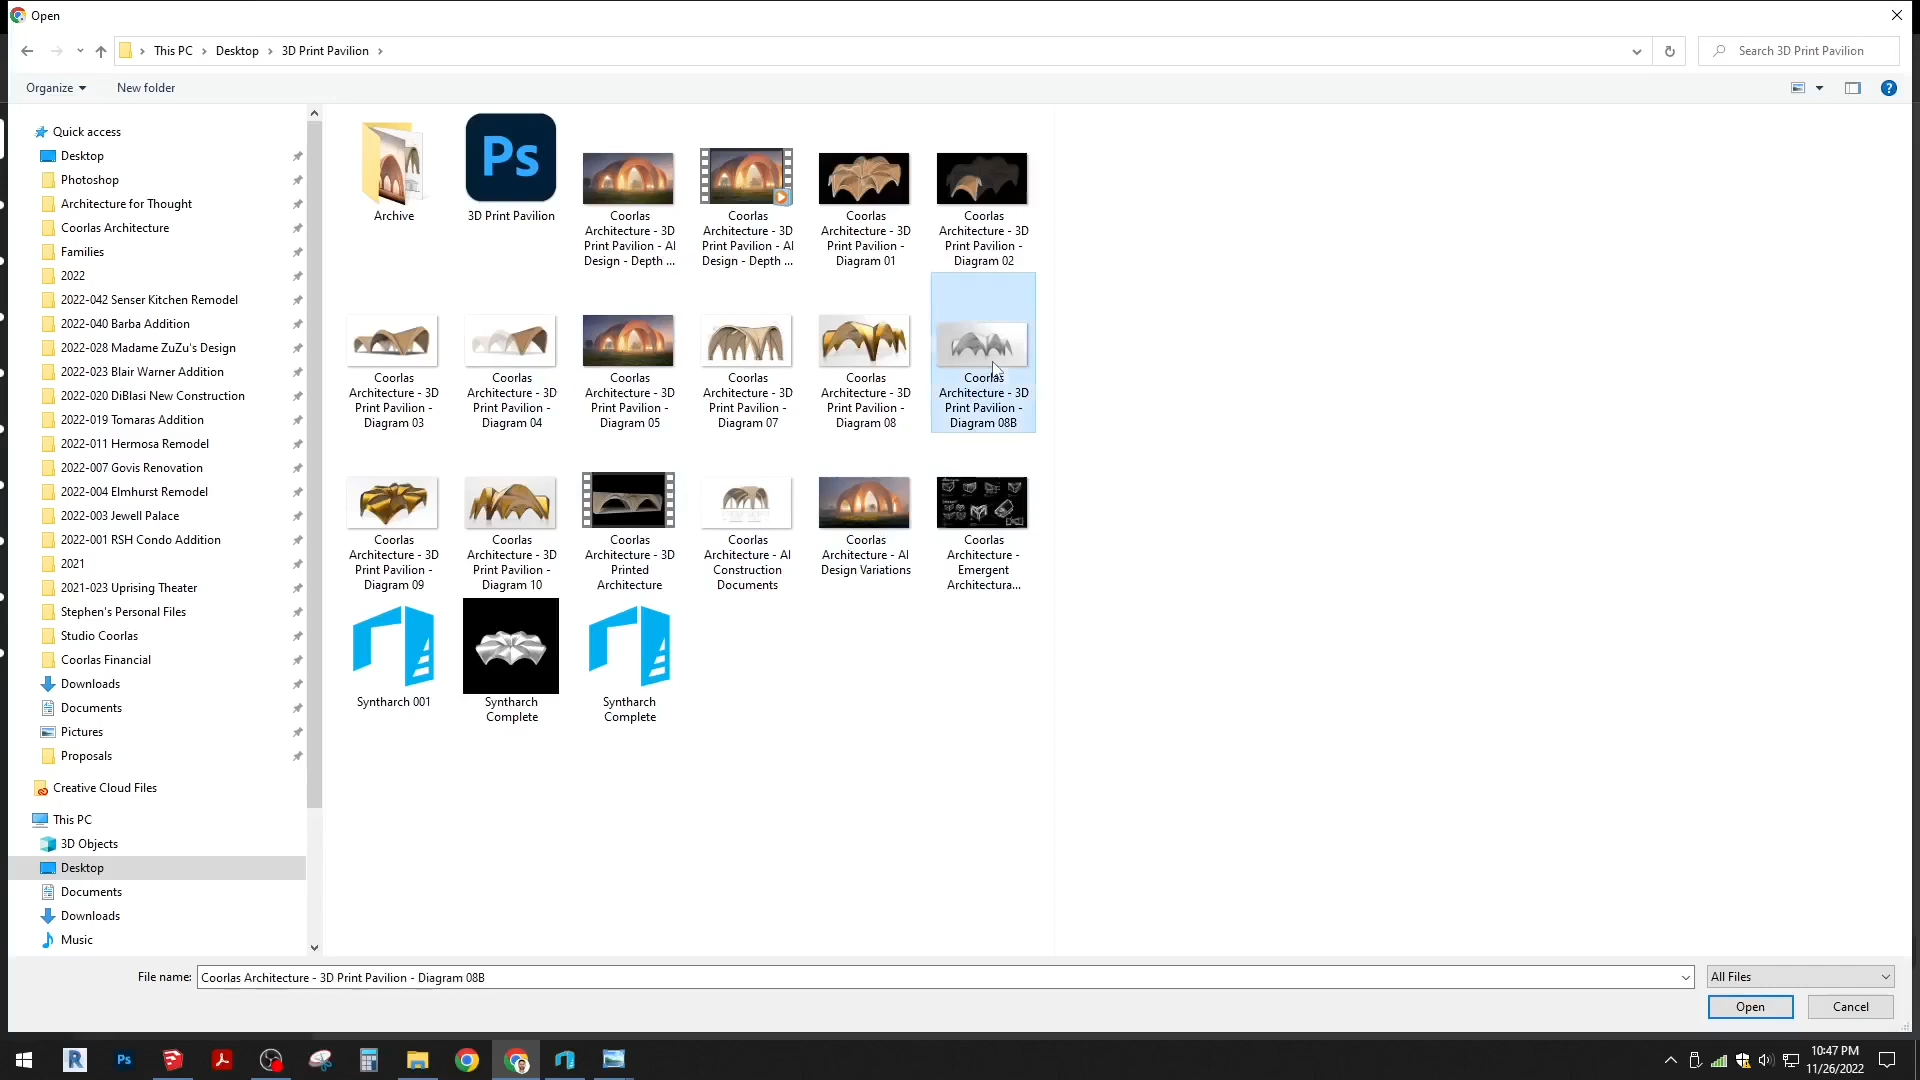 Open
This PC
Desktop
3D Print Pavilion
Search 3D Print Pavilion
Organize
New folder
Quick access
Desktop
Photoshop
Architecture for Thought
Coorlas Architecture
Families
2022
2022-042 Senser Kitchen Remodel
2022-040 Barba Addition
2022-028 Madame ZuZu's Design
2022-023 Blair Warner Addition
2022-020 DiBlasi New Construction
2022-019 Tomaras Addition
2022-011 Hermosa Remodel
2022-007 Govis Renovation
2022-004 Elmhurst Remodel
2022-003 Jewell Palace
2022-001 RSH Condo Addition
2021
2021-023 Uprising Theater
Stephen's Personal Files
Studio Coorlas
Coorlas Financial
Downloads
Documents
Pictures
Proposals
Creative Cloud Files
This PC
3D Objects
Desktop
Documents
Downloads
Music
Archive
Ps
3D Print Pavilion
Coorlas
Architecture - 3D
Print Pavilion - AI
Design - Depth ...
Coorlas
Architecture - 3D
Print Pavilion - AI
Design - Depth ...
Coorlas
Architecture - 3D
Print Pavilion -
Diagram 01
Coorlas
Architecture - 3D
Print Pavilion -
Diagram 02
Coorlas
Architecture - 3D
Print Pavilion -
Diagram 03
Coorlas
Architecture - 3D
Print Pavilion -
Diagram 04
Coorlas
Architecture - 3D
Print Pavilion -
Diagram 05
Coorlas
Architecture - 3D
Print Pavilion -
Diagram 07
Coorlas
Architecture - 3D
Print Pavilion -
Diagram 08
Coorlas
Architecture - 3D
Print Pavilion -
Diagram 08B
Coorlas
Architecture - 3D
Print Pavilion -
Diagram 09
Coorlas
Architecture - 3D
Print Pavilion -
Diagram 10
Coorlas
Architecture - 3D
Printed
Architecture
Coorlas
Architecture - AI
Construction
Documents
Coorlas
Architecture - AI
Design Variations
Coorlas
Architecture -
Emergent
Architectura...
Syntharch 001
Syntharch
Complete
Syntharch
Complete
File name:
Coorlas Architecture - 3D Print Pavilion - Diagram 08B
All Files
Open
Cancel
R
Ps
10:47 PM
11/26/2022